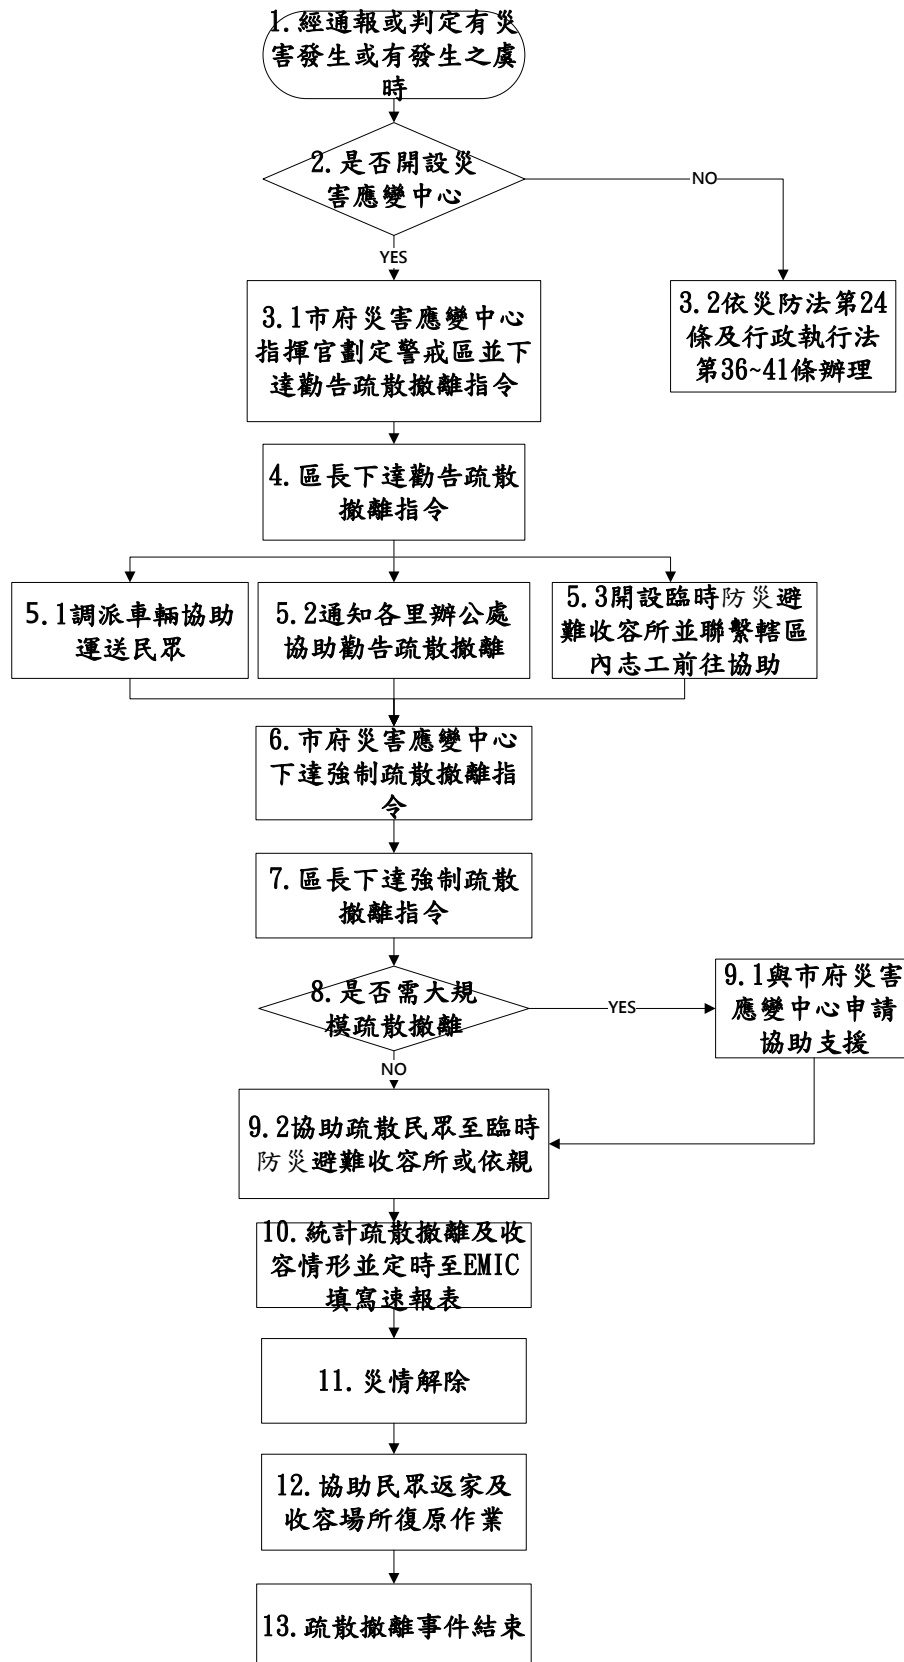 1.經通報或判定有災
害發生或有發生之虞
時
2.是否開設災
害應變中心
NO
YES
3.1市府災害應變中心
指揮官劃定警戒區並下
達勸告疏散撤離指令
3.2依災防法第24
條及行政執行法
第36~41條辦理
4.區長下達勸告疏散
撤離指令
5.1調派車輛協助
運送民眾
5.2通知各里辦公處
協助勸告疏散撤離
5.3開設臨時防災避
難收容所並聯繫轄區
內志工前往協助
6.市府災害應變中心
下達強制疏散撤離指
令
7.區長下達強制疏散
撤離指令
8.是否需大規
模疏散撤離
YES
9.1與市府災害
應變中心申請
協助支援
NO
9.2協助疏散民眾至臨時
防災避難收容所或依親
10.統計疏散撤離及收
容情形並定時至EMIC
填寫速報表
11.災情解除
12.協助民眾返家及
收容場所復原作業
13.疏散撤離事件結束